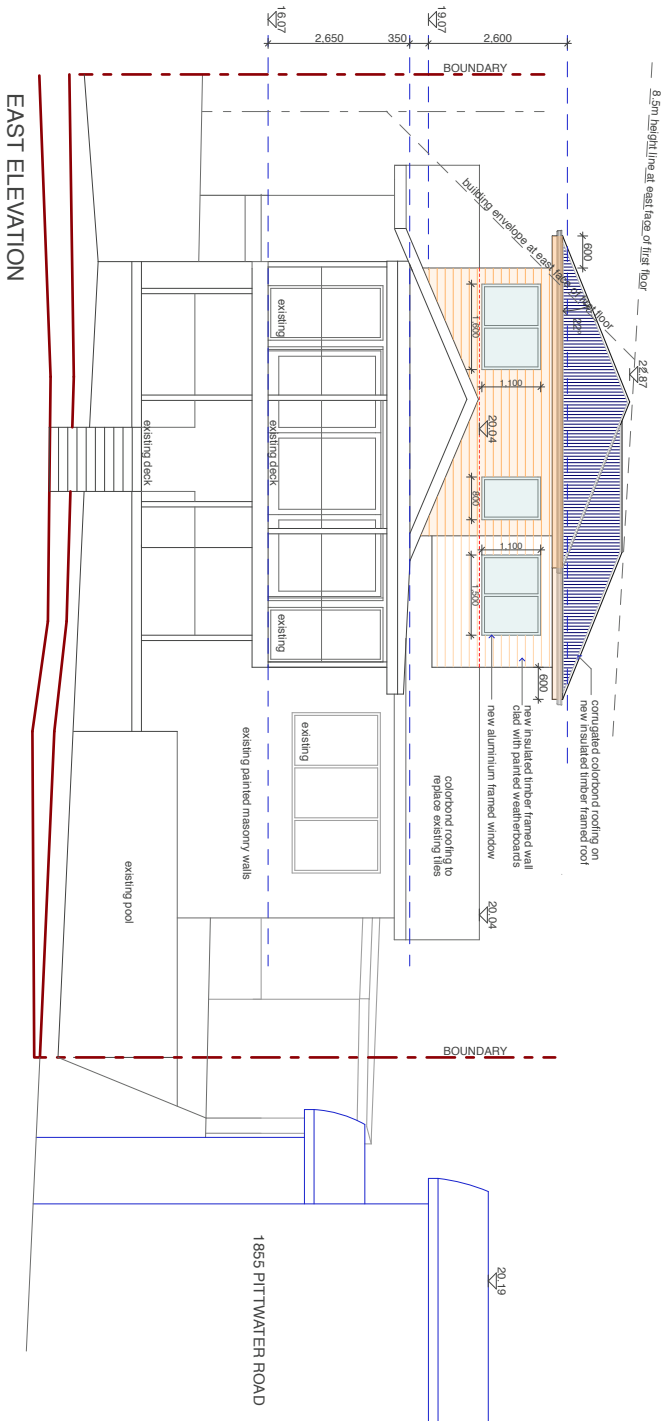 8.5m height line at east face of first floor
22.87
building envelope at east face of first floor
600
22°
BOUNDARY
19.07
2,600
350
2,650
16.07
1,800
1,100
20.04
800
1,100
1,500
600
corrugated colorbond roofing on
new insulated timber framed roof
new insulated timber framed wall
clad with painted weatherboards
new aluminium framed window
colorbond roofing to
replace existing tiles
20.04
BOUNDARY
20.19
existing
existing deck
existing
existing
existing deck
existing painted masonry walls
existing pool
1855 PITTWATER ROAD
EAST ELEVATION